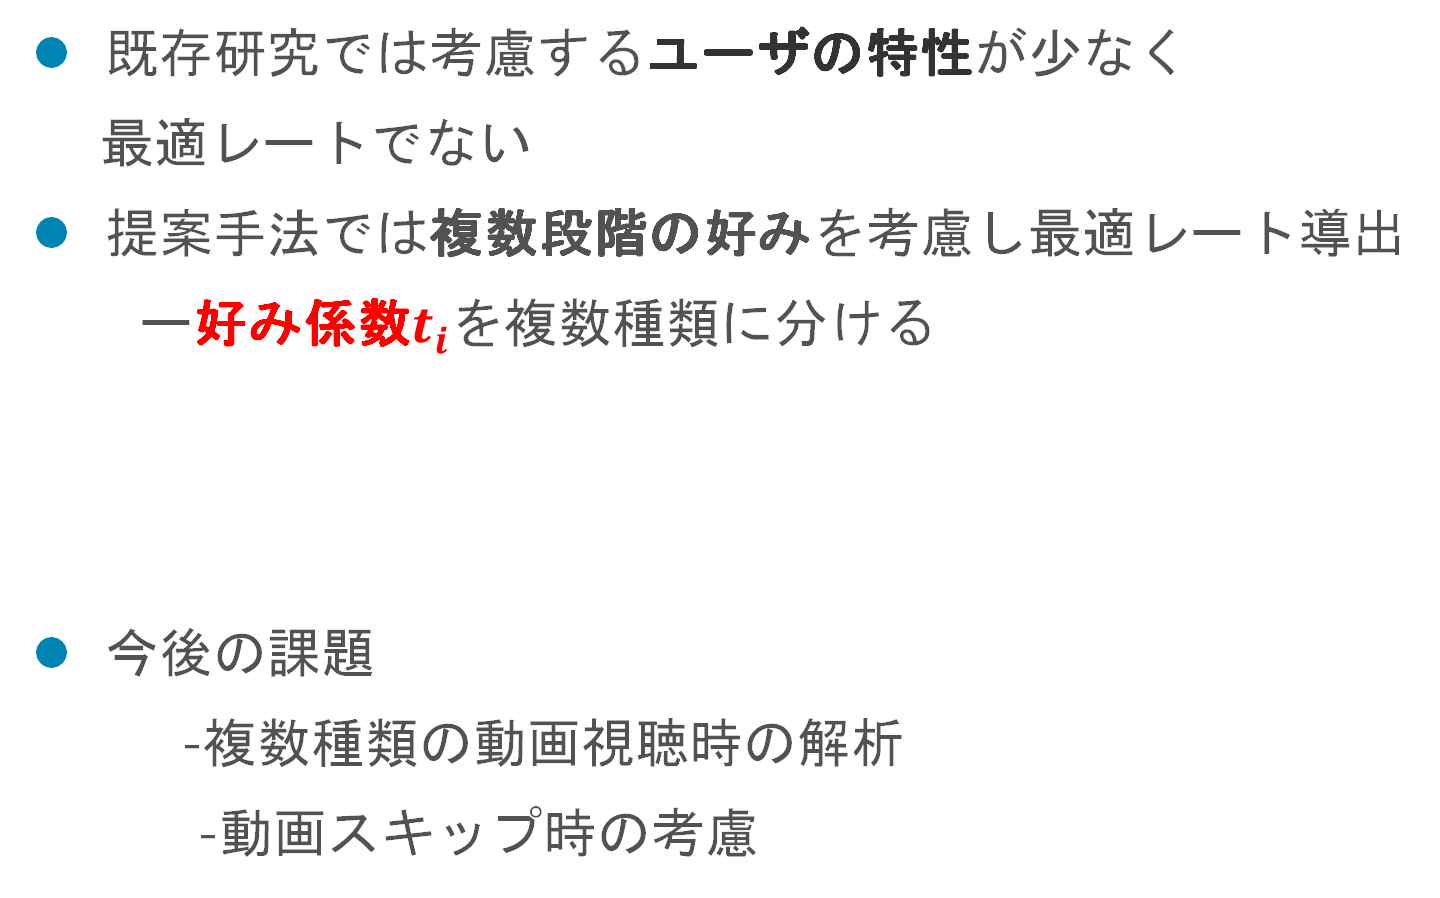 ● 既存研究では考慮するユーザの特性が少なく
最適レートでない
● 提案手法では複数段階の好みを考慮し最適レート導出
ー好み係数tᵢを複数種類に分ける
● 今後の課題
-複数種類の動画視聴時の解析
-動画スキップ時の考慮